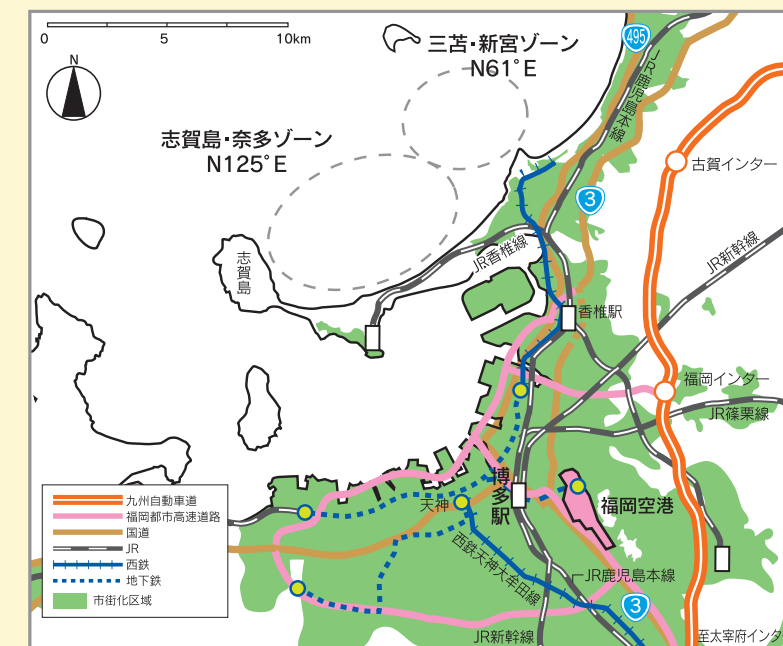 0 5 10km
N
三苫・新宮ゾーン
N61°E
志賀島・奈多ゾーン
N125°E
495
JR鹿児島本線
古賀インター
3
JR新幹線
JR香椎線
志賀島
香椎駅
福岡インター
JR篠栗線
博多駅
福岡空港
天神
西鉄天神大牟田線
JR鹿児島本線
3
JR新幹線
至太宰府インタ
九州自動車道
福岡都市高速道路
国道
JR
西鉄
地下鉄
市街化区域